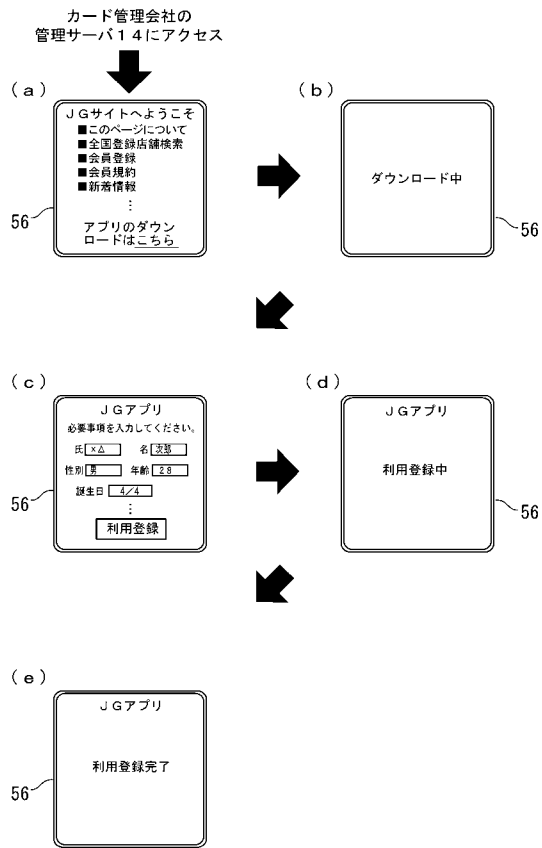 カード管理会社の
管理サーバ１４にアクセス
（a）
ＪＧサイトへようこそ
■このページについて
■全国登録店舗検索
■会員登録
■会員規約
■新着情報
⋮
アプリのダウン
ロードはこちら
56
（b）
ダウンロード中
56
（c）
ＪＧアプリ
必要事項を入力してください。
氏 ×△ 名 次郎
性別 男 年齢 ２８
誕生日 ４／４
⋮
利用登録
56
（d）
ＪＧアプリ
利用登録中
56
（e）
ＪＧアプリ
利用登録完了
56